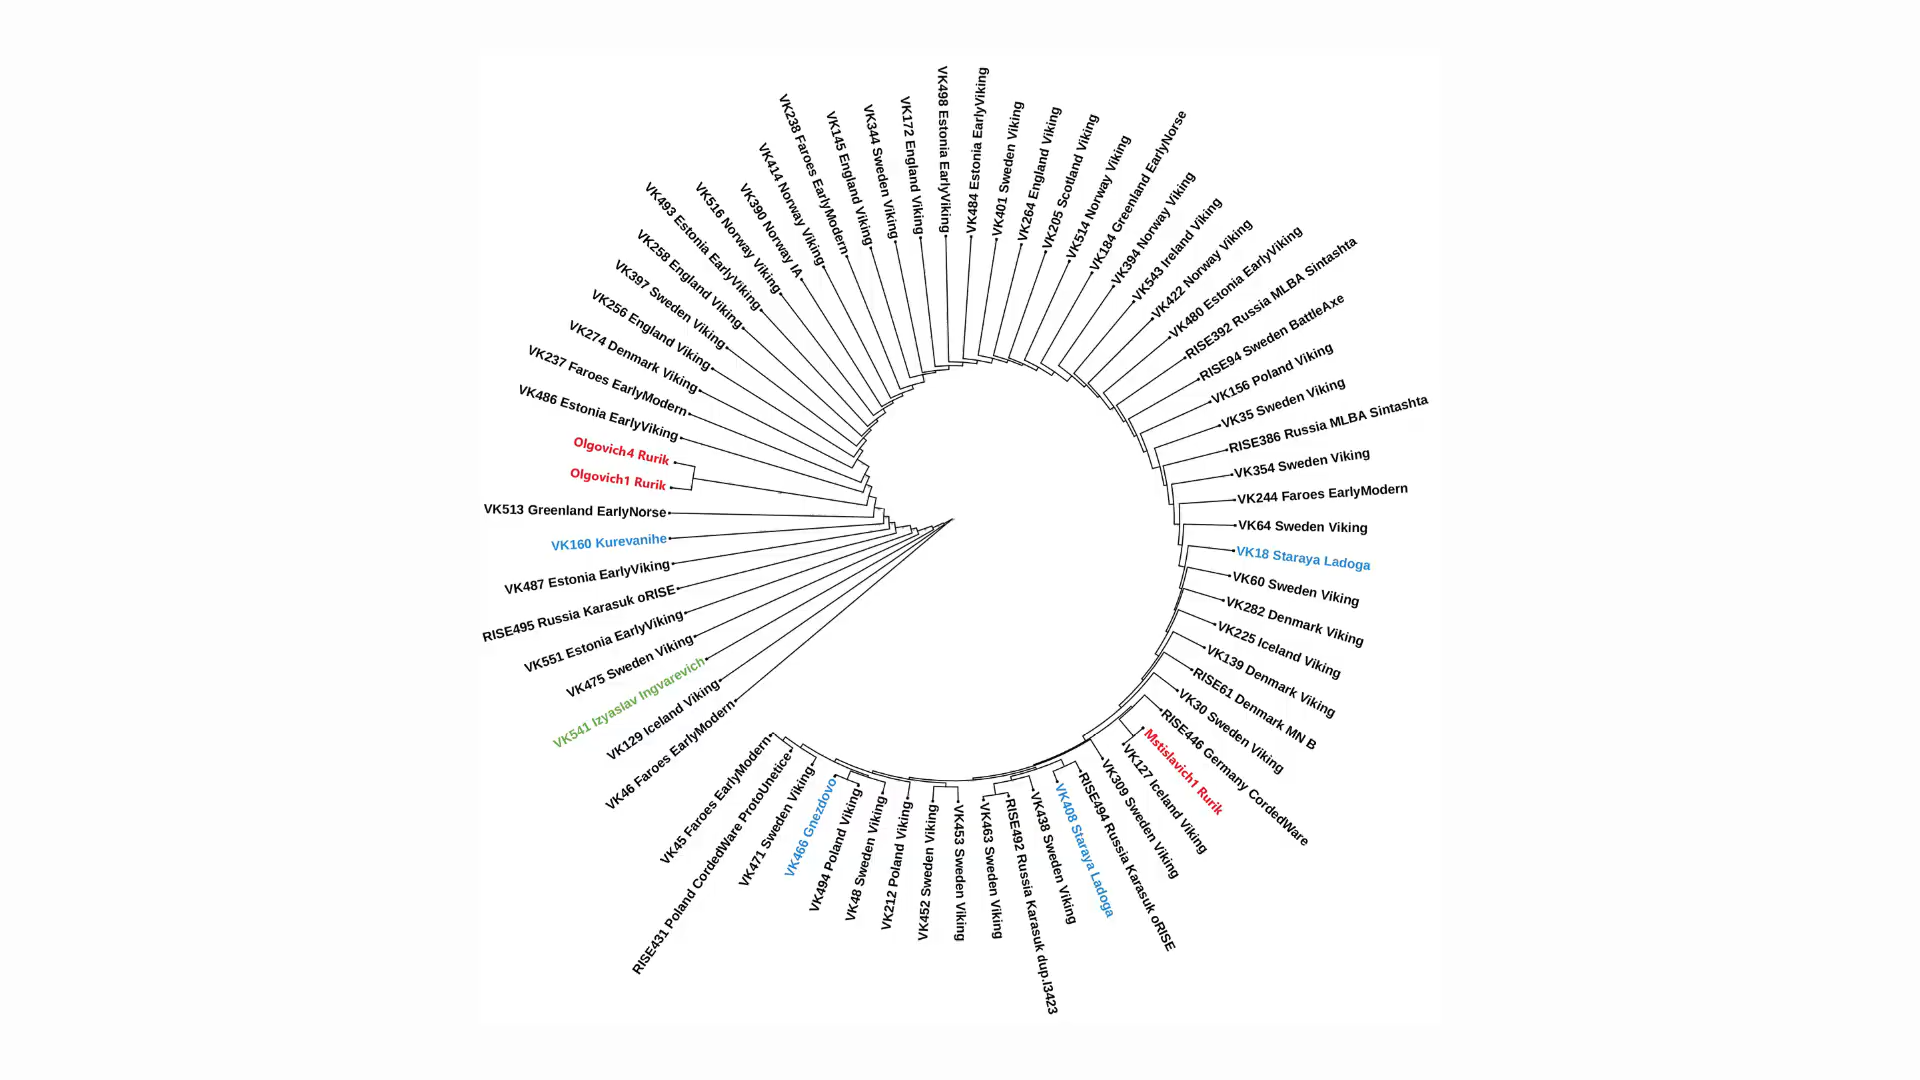 VK498 Estonia EarlyViking
VK484 Estonia EarlyViking
VK401 Sweden Viking
VK264 England Viking
VK205 Scotland Viking
VK514 Norway Viking
VK184 Greenland EarlyNorse
VK394 Norway Viking
VK543 Ireland Viking
VK422 Norway Viking
VK480 Estonia EarlyViking
RISE392 Russia MLBA Sintashta
RISE94 Sweden BattleAxe
VK156 Poland Viking
VK35 Sweden Viking
RISE386 Russia MLBA Sintashta
VK354 Sweden Viking
VK244 Faroes EarlyModern
VK64 Sweden Viking
VK18 Staraya Ladoga
VK60 Sweden Viking
VK282 Denmark Viking
VK225 Iceland Viking
VK139 Denmark Viking
RISE61 Denmark MN B
VK30 Sweden Viking
RISE446 Germany CordedWare
Mstislavich1 Rurik
VK127 Iceland Viking
VK309 Sweden Viking
RISE494 Russia Karasuk oRISE
VK408 Staraya Ladoga
VK438 Sweden Viking
RISE492 Russia Karasuk dup.I3423
VK463 Sweden Viking
VK453 Sweden Viking
VK452 Sweden Viking
VK212 Poland Viking
VK48 Sweden Viking
VK494 Poland Viking
VK466 Gnezdovo
VK471 Sweden Viking
RISE431 Poland CordedWare ProtoUnetice
VK45 Faroes EarlyModern
VK46 Faroes EarlyModern
VK129 Iceland Viking
VK541 Izyaslav Ingvarevich
VK475 Sweden Viking
VK551 Estonia EarlyViking
RISE495 Russia Karasuk oRISE
VK487 Estonia EarlyViking
VK160 Kurevanihe
VK513 Greenland EarlyNorse
Olgovich1 Rurik
Olgovich4 Rurik
VK486 Estonia EarlyViking
VK237 Faroes EarlyModern
VK274 Denmark Viking
VK256 England Viking
VK397 Sweden Viking
VK258 England Viking
VK493 Estonia EarlyViking
VK516 Norway Viking
VK390 Norway IA
VK414 Norway Viking
VK238 Faroes EarlyModern
VK145 England Viking
VK344 Sweden Viking
VK172 England Viking